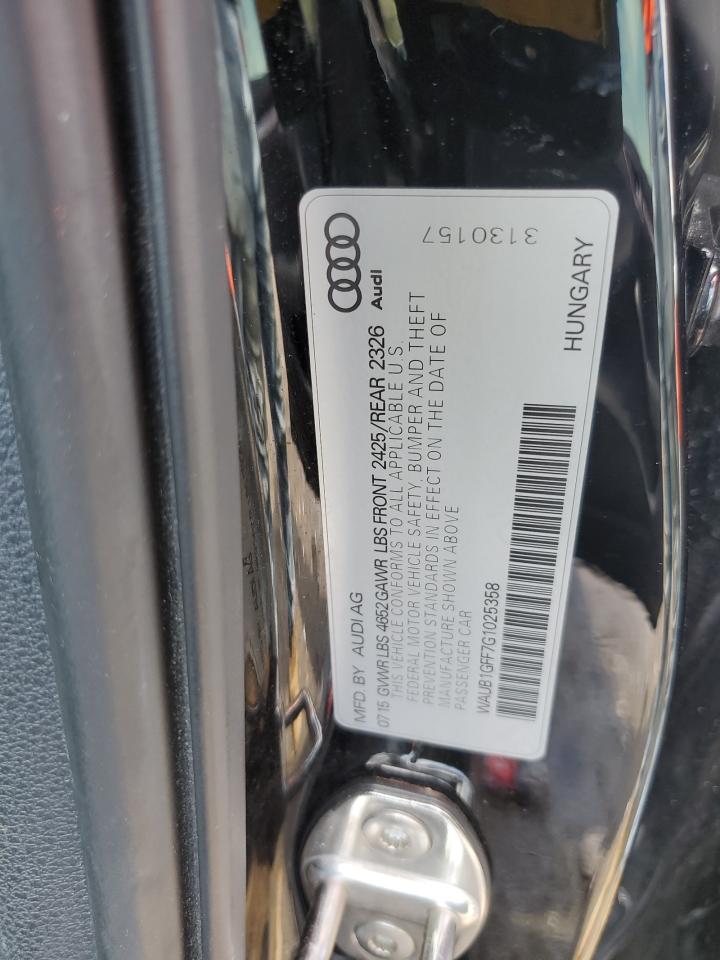 MFD. BY AUDI AG
0715 GVWR LBS 4652 GAWR LBS FRONT 2425/REAR 2326
THIS VEHICLE CONFORMS TO ALL APPLICABLE U.S.
FEDERAL MOTOR VEHICLE SAFETY, BUMPER AND THEFT
PREVENTION STANDARDS IN EFFECT ON THE DATE OF
MANUFACTURE SHOWN ABOVE
PASSENGER CAR
WAUB1GFF7G1025358
Audi
3130157
HUNGARY